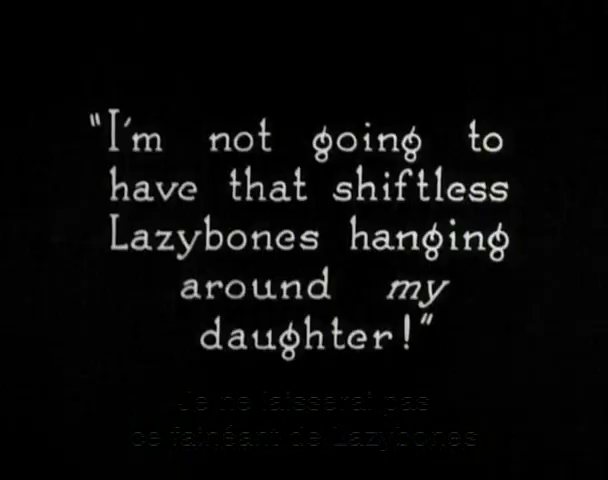 "I'm not going to
have that shiftless
Lazybones hanging
around my
daughter!"
Je ne laisserai pas
ce fainéant de Lazybones